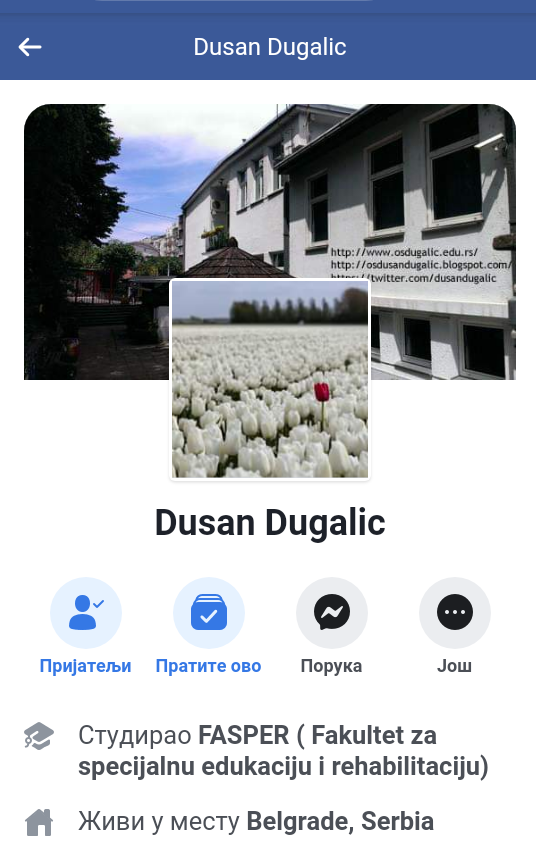 Dusan Dugalic
http://www.osdugalic.edu.rs/
http://osdusandugalic.blogspot.com/
https://twitter.com/dusandugalic
Dusan Dugalic
Пријатељи
Пратите ово
Порука
Још
Студирао FASPER ( Fakultet za
specijalnu edukaciju i rehabilitaciju)
Живи у месту Belgrade, Serbia